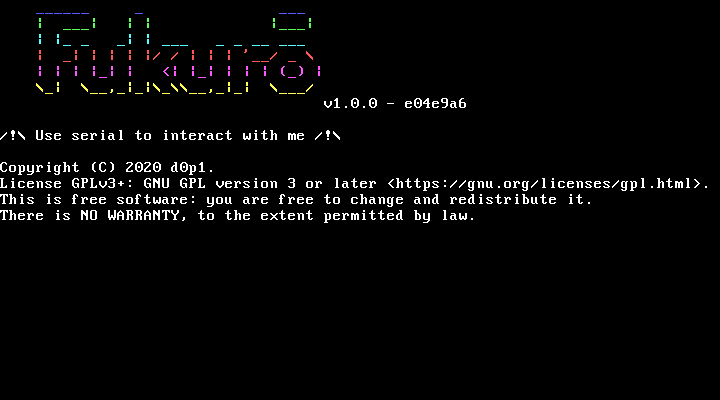 Fukurō
v1.0.0 - e04e9a6
/!\ Use serial to interact with me /!\
Copyright (C) 2020 d0p1.
License GPLv3+: GNU GPL version 3 or later <https://gnu.org/licenses/gpl.html>.
This is free software: you are free to change and redistribute it.
There is NO WARRANTY, to the extent permitted by law.